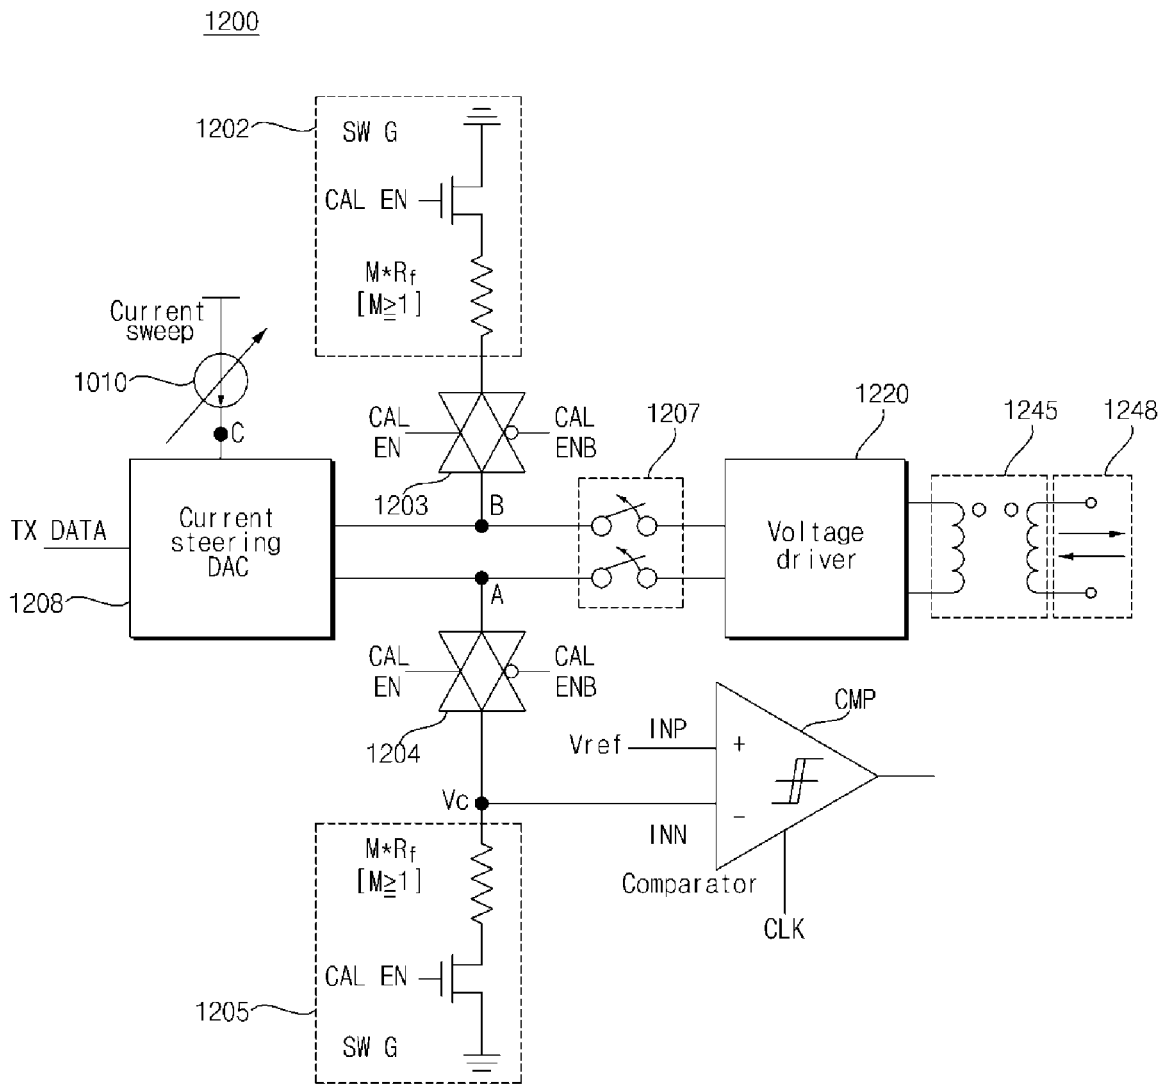 1200
1202
SW G
CAL EN
M*Rf
[M≧1]
Current
sweep
1010
C
CAL
EN
CAL
ENB
1203
B
1207
1220
1245
1248
TX DATA
Current
steering
DAC
1208
Voltage
driver
A
CAL
EN
CAL
ENB
1204
CMP
Vref
INP
+
Vc
INN
−
Comparator
CLK
M*Rf
[M≧1]
CAL EN
1205
SW G